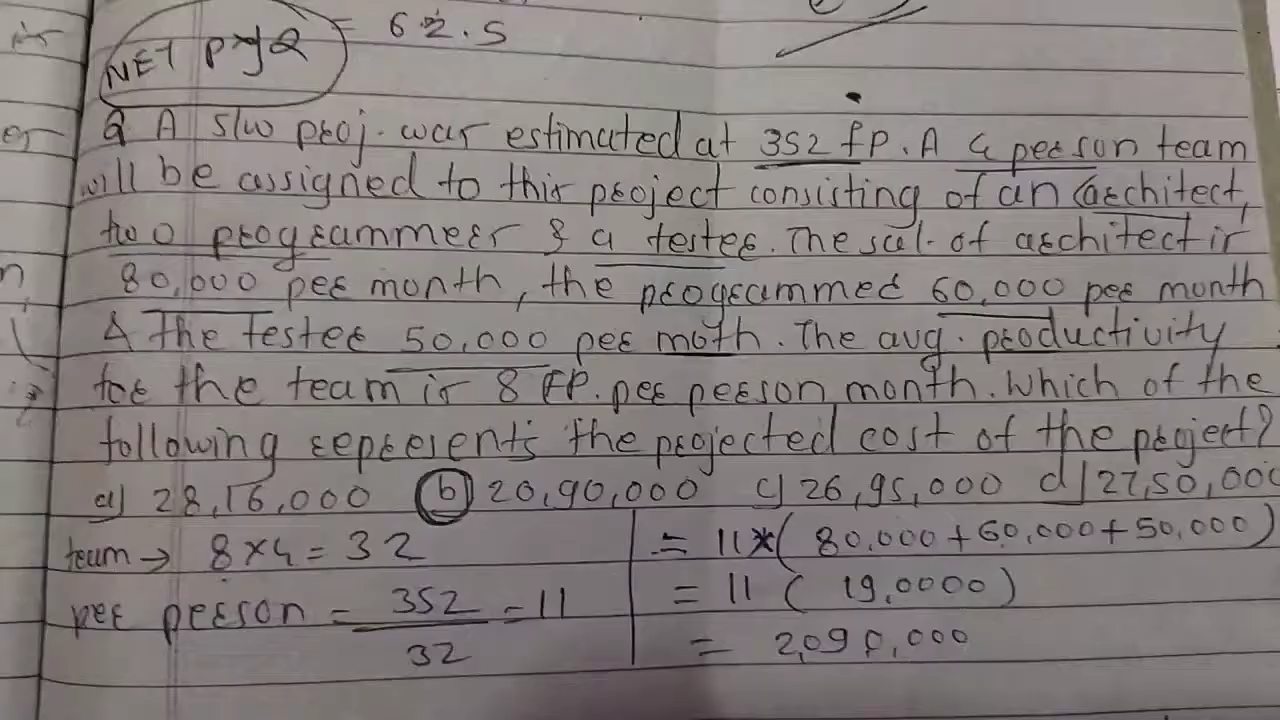 NET PYQ
= 62.5
Q A S/W proj. was estimated at 352 fP. A 4 person team
will be assigned to this project consisting of an architect,
two programmers & a tester. The sal. of architect is
80,000 per month, the programmer 60,000 per month
& the tester 50,000 per moth. The avg. productivity
for the team is 8 FP. per person month. Which of the
following represents the projected cost of the project?
a) 28,16,000 (b) 20,90,000 c) 26,95,000 d) 27,50,000
team → 8 × 4 = 32
per person = 352/32 = 11
= 11*( 80,000 + 60,000 + 50,000)
= 11 ( 19,0000 )
= 2,090,000